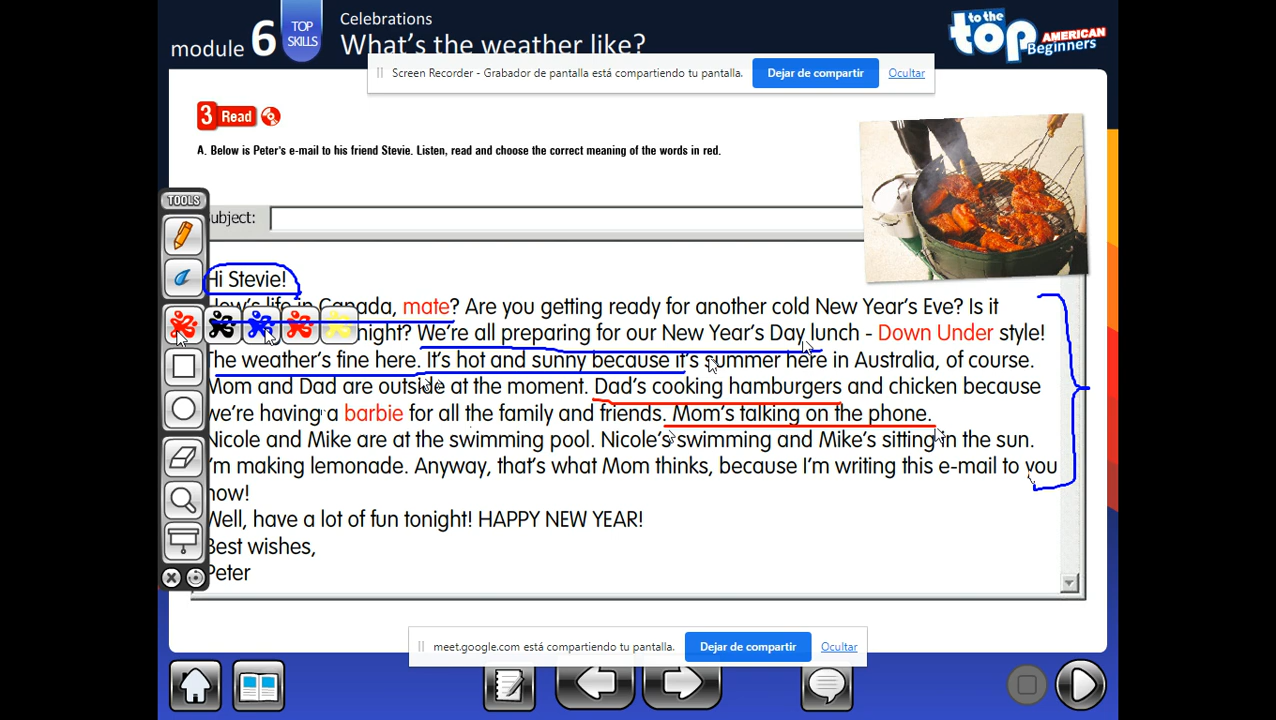 module 6
TOP
SKILLS
Celebrations
What's the weather like?
to the
top
AMERICAN
Beginners
Screen Recorder - Grabador de pantalla está compartiendo tu pantalla.
Dejar de compartir
Ocultar
3 Read
A. Below is Peter's e-mail to his friend Stevie. Listen, read and choose the correct meaning of the words in red.
TOOLS
ubject:
Hi Stevie!
How's life in Canada, mate? Are you getting ready for another cold New Year's Eve? Is it
night? We're all preparing for our New Year's Day lunch - Down Under style!
The weather's fine here. It's hot and sunny because it's summer here in Australia, of course.
Mom and Dad are outside at the moment. Dad's cooking hamburgers and chicken because
we're having a barbie for all the family and friends. Mom's talking on the phone.
Nicole and Mike are at the swimming pool. Nicole's swimming and Mike's sitting in the sun.
I'm making lemonade. Anyway, that's what Mom thinks, because I'm writing this e-mail to you
now!
Well, have a lot of fun tonight! HAPPY NEW YEAR!
Best wishes,
Peter
meet.google.com está compartiendo tu pantalla.
Dejar de compartir
Ocultar